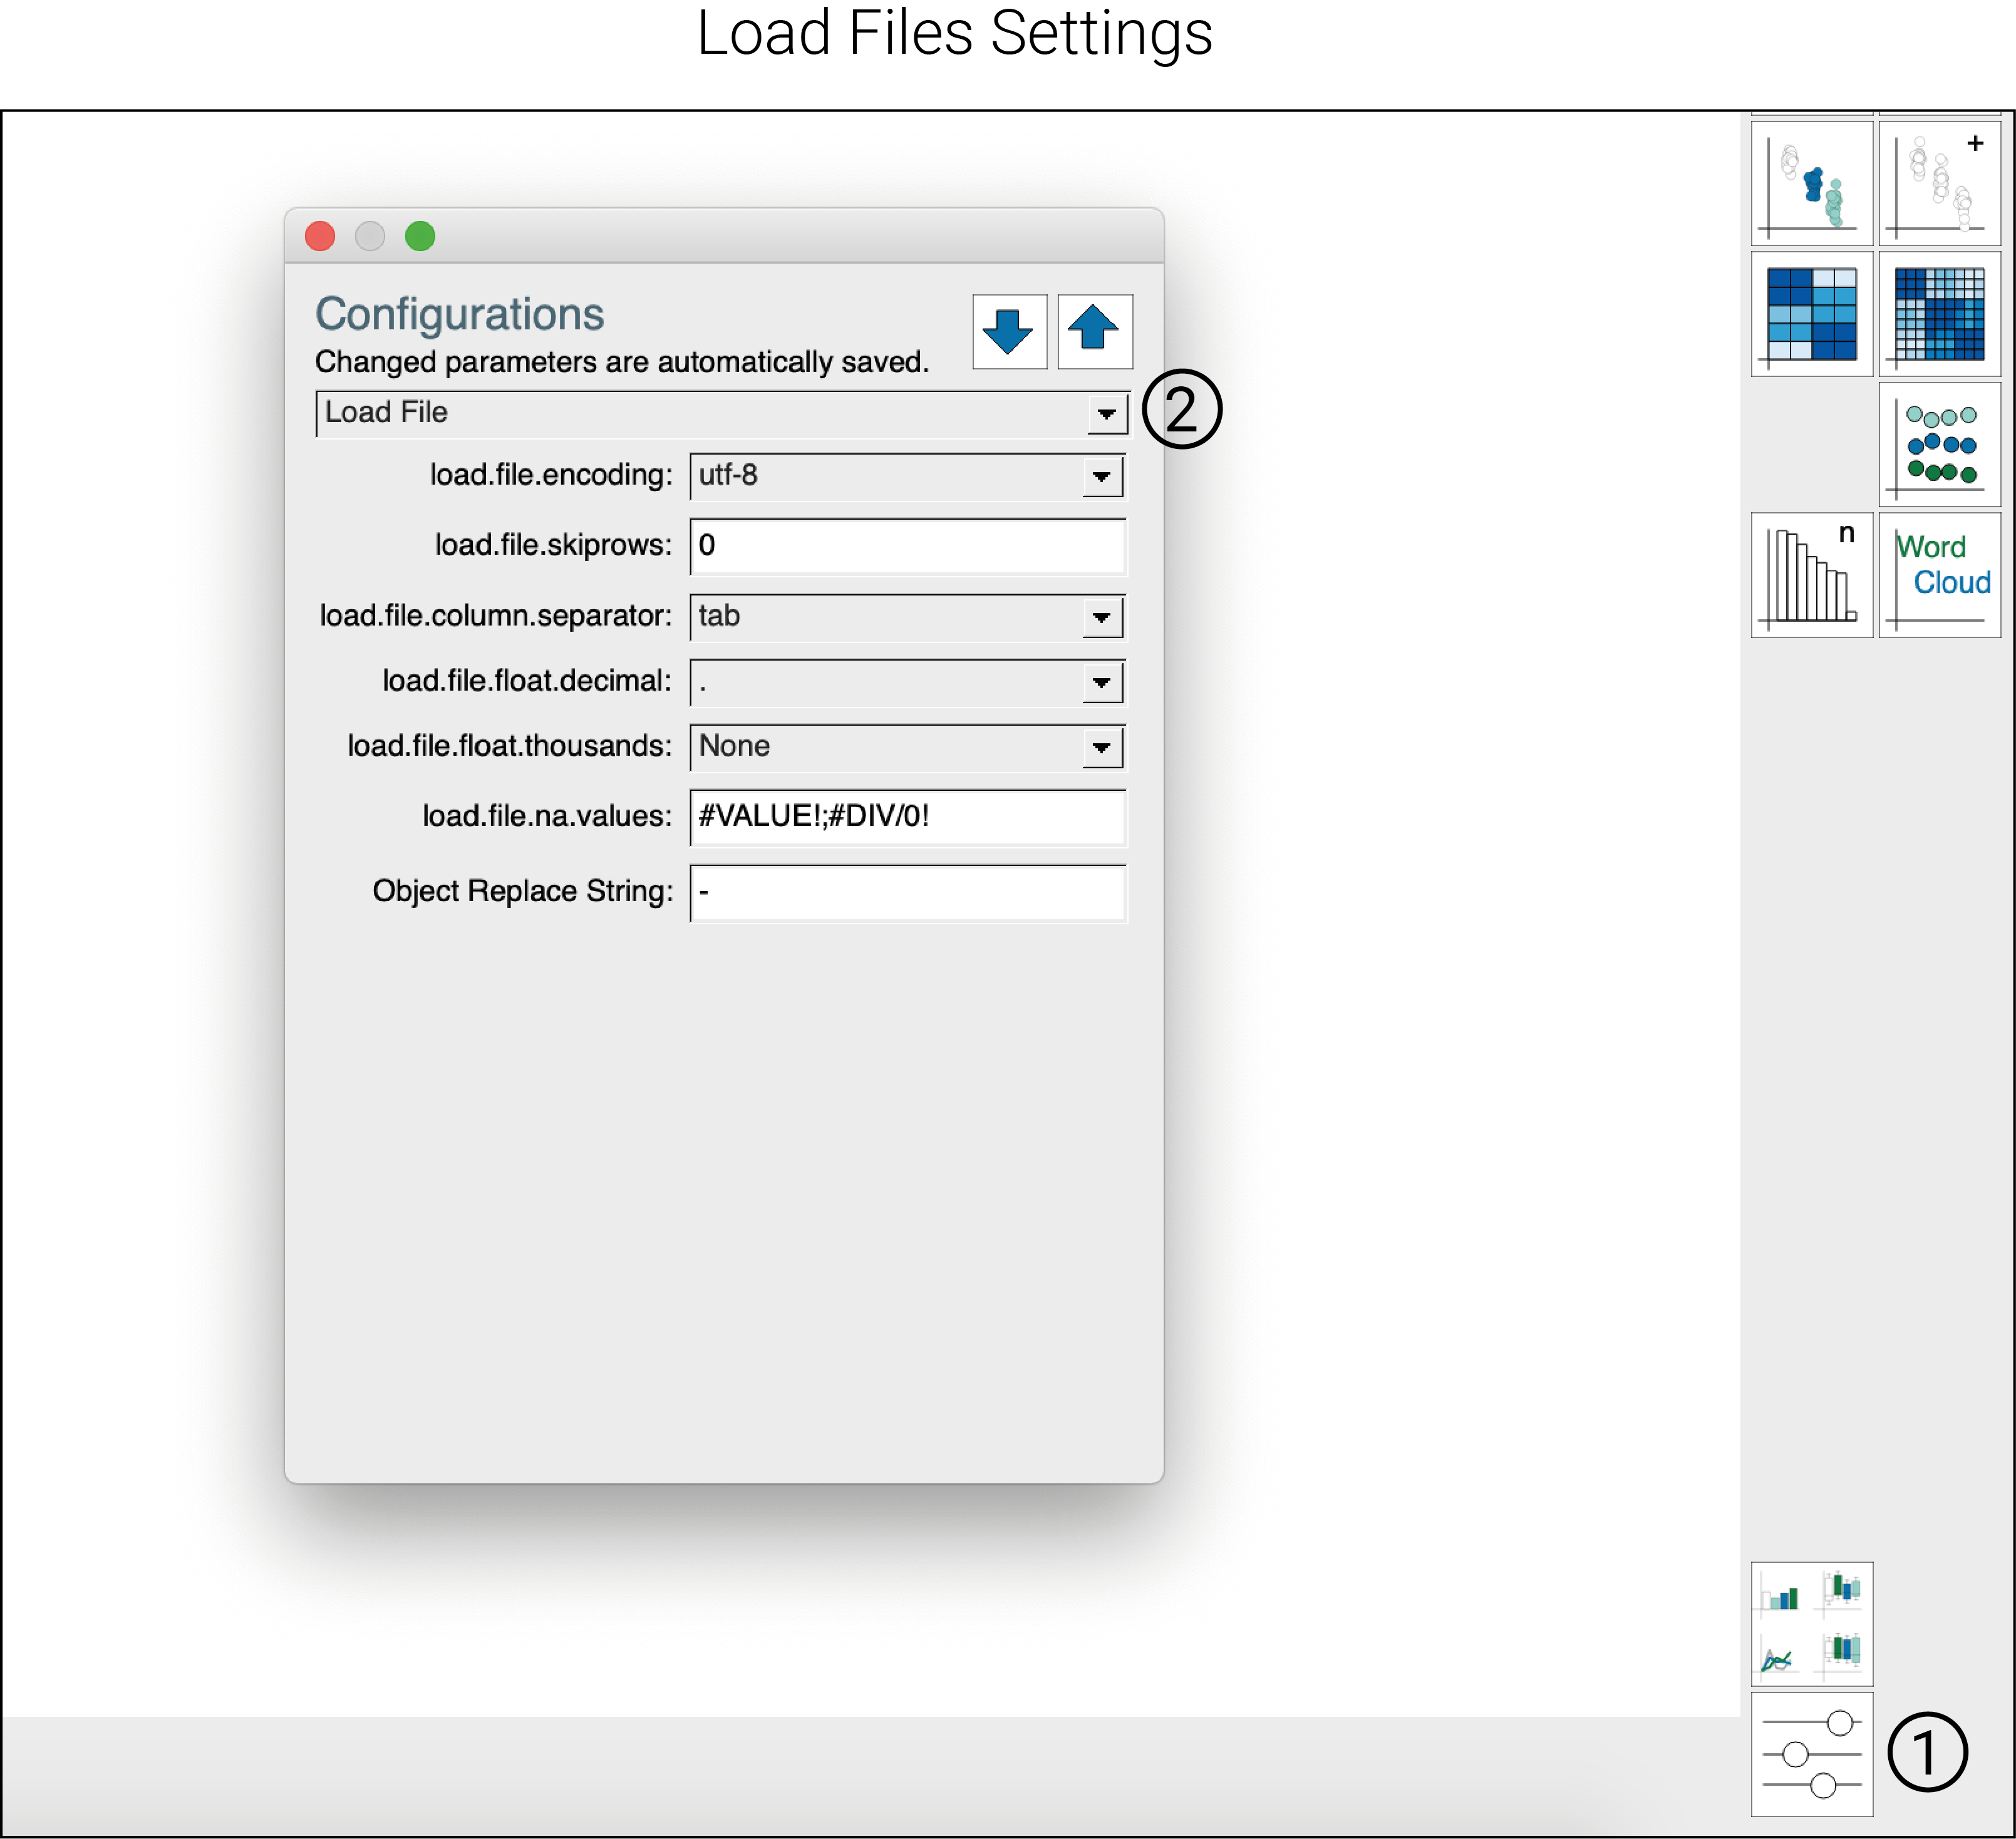 Load Files Settings
+
Configurations
Changed parameters are automatically saved.
Load File
2
load.file.encoding: utf-8
load.file.skiprows: 0
load.file.column.separator: tab
load.file.float.decimal: .
load.file.float.thousands: None
load.file.na.values: #VALUE!;#DIV/0!
Object Replace String: -
n
Word
Cloud
1